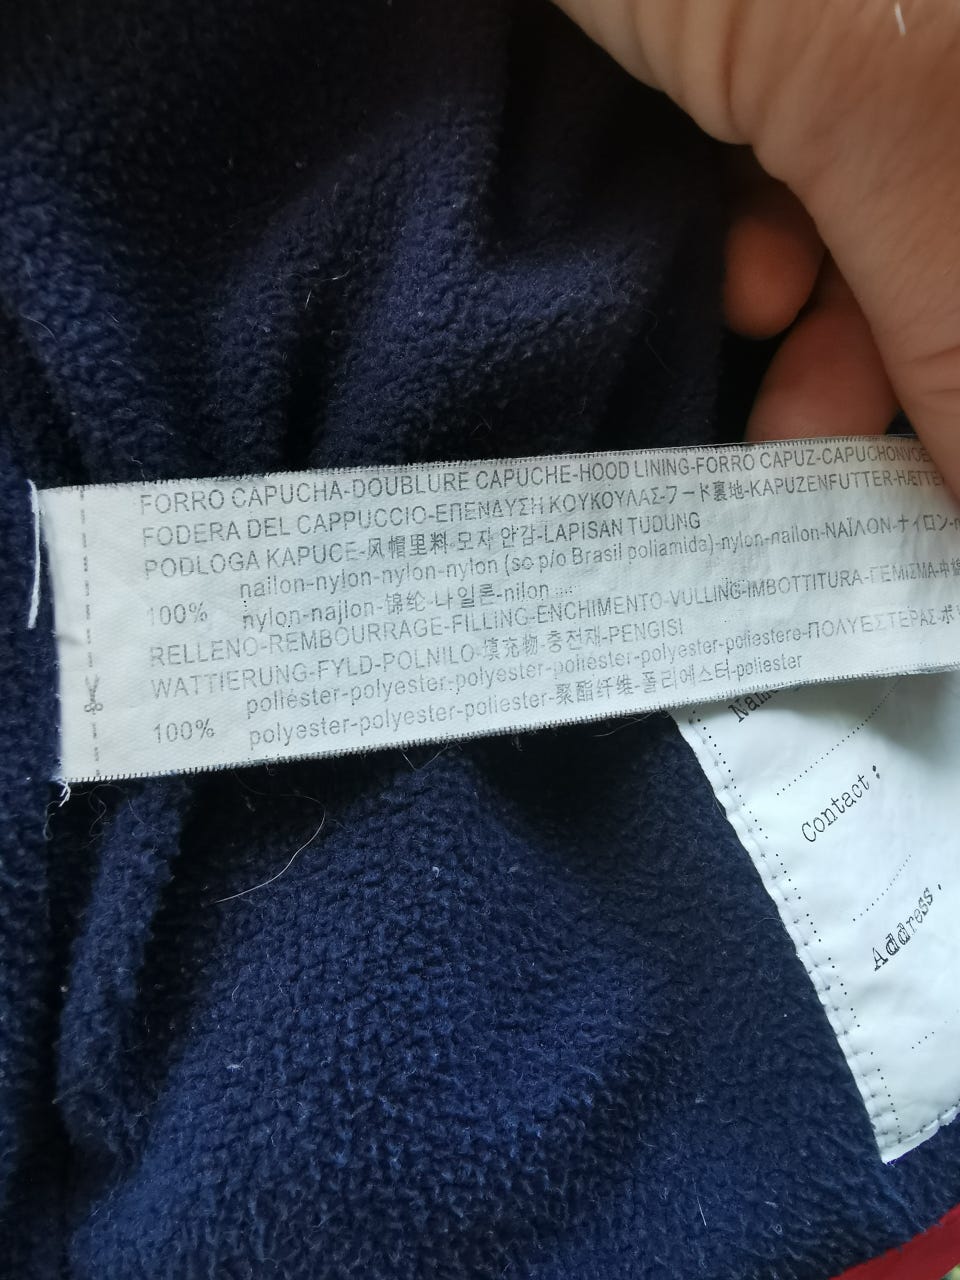 FORRO CAPUCHA-DOUBLURE CAPUCHE-HOOD LINING-FORRO CAPUZ-CAPUCHONVOE
FODERA DEL CAPPUCCIO-ΕΠΕΝΔΥΣΗ ΚΟΥΚΟΥΛΑΣ-フード裏地-KAPUZENFUTTER-HÆTTE
PODLOGA KAPUCE-风帽里料-모자 안감-LAPISAN TUDUNG
nailon-nylon-nylon-nylon (so p/o Brasil poliamida)-nylon-nailon-ΝΑΪΛΟΝ-ナイロン-n
100% nylon-najlon-锦纶-나일론-nilon
RELLENO-REMBOURRAGE-FILLING-ENCHIMENTO-VULLING-IMBOTTITURA-ΓΕΜΙΣΜΑ-中綿
WATTIERUNG-FYLD-POLNILO-填充物-충전재-PENGISI
poliéster-polyester-polyester-poliéster-polyester-poliestere-ΠΟΛΥΕΣΤΕΡΑΣ-ポ
100% polyester-polyester-poliester-聚酯纤维-폴리에스터-polyester
Contact:
Address.